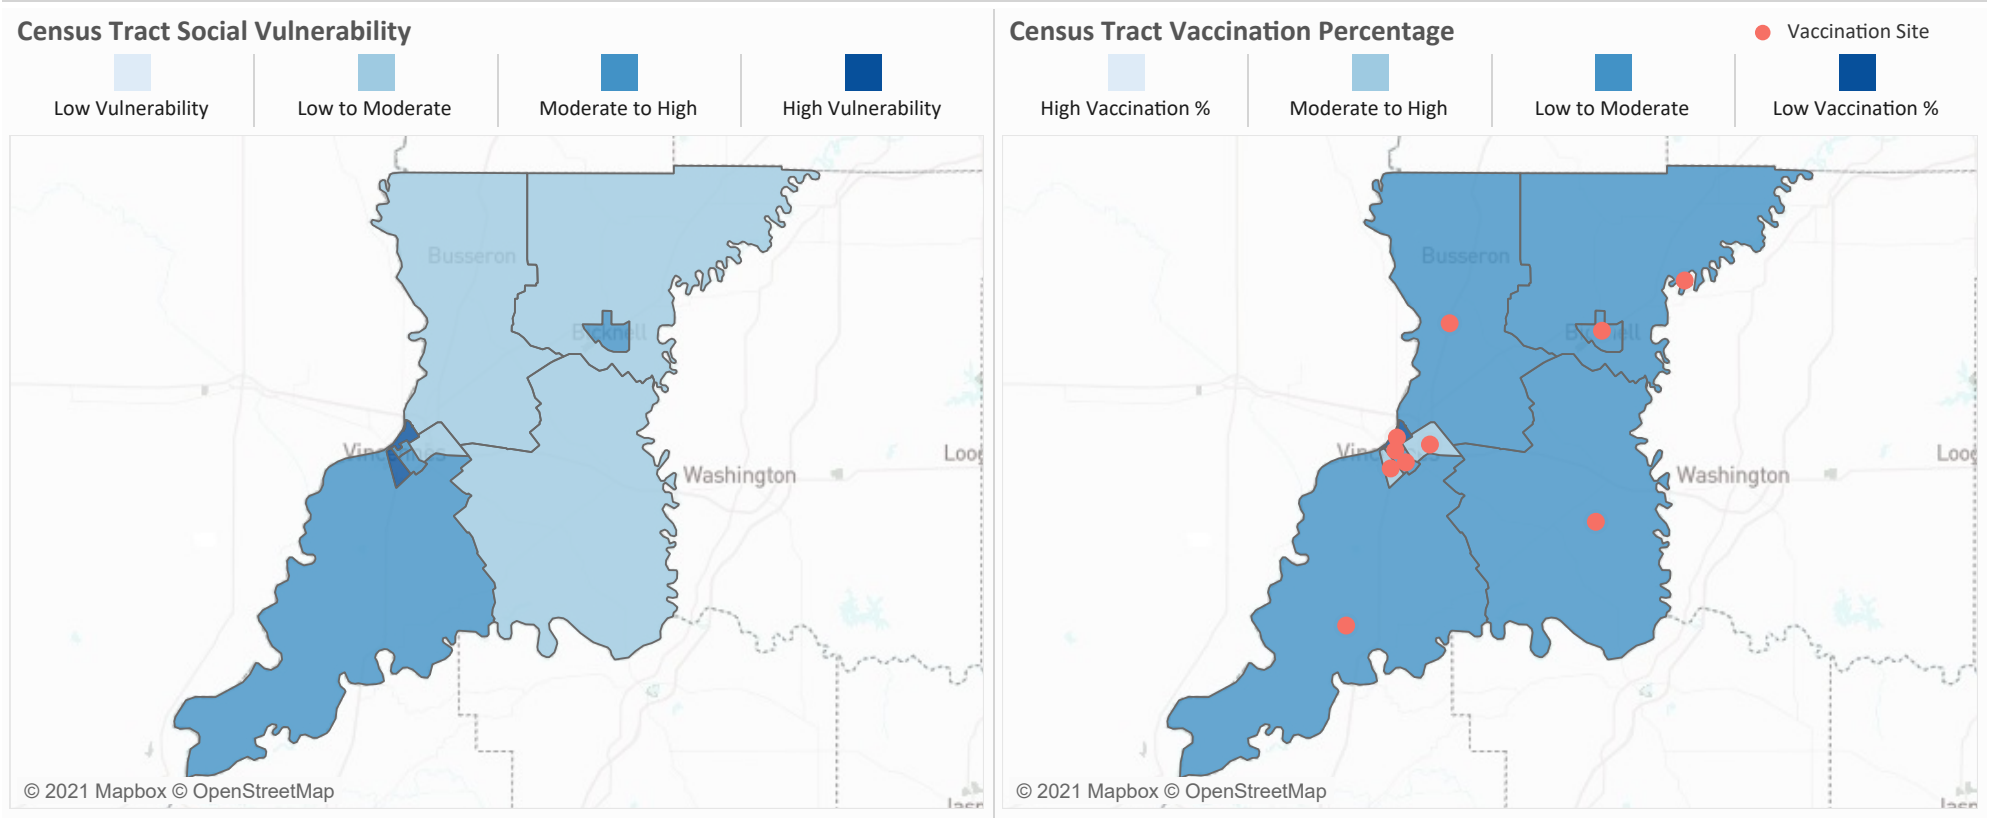 Census Tract Social Vulnerability
Low Vulnerability
Low to Moderate
Moderate to High
High Vulnerability
Busseron
Bicknell
Washington
© 2021 Mapbox © OpenStreetMap
Census Tract Vaccination Percentage
Vaccination Site
High Vaccination %
Moderate to High
Low to Moderate
Low Vaccination %
Busseron
Washington
© 2021 Mapbox © OpenStreetMap